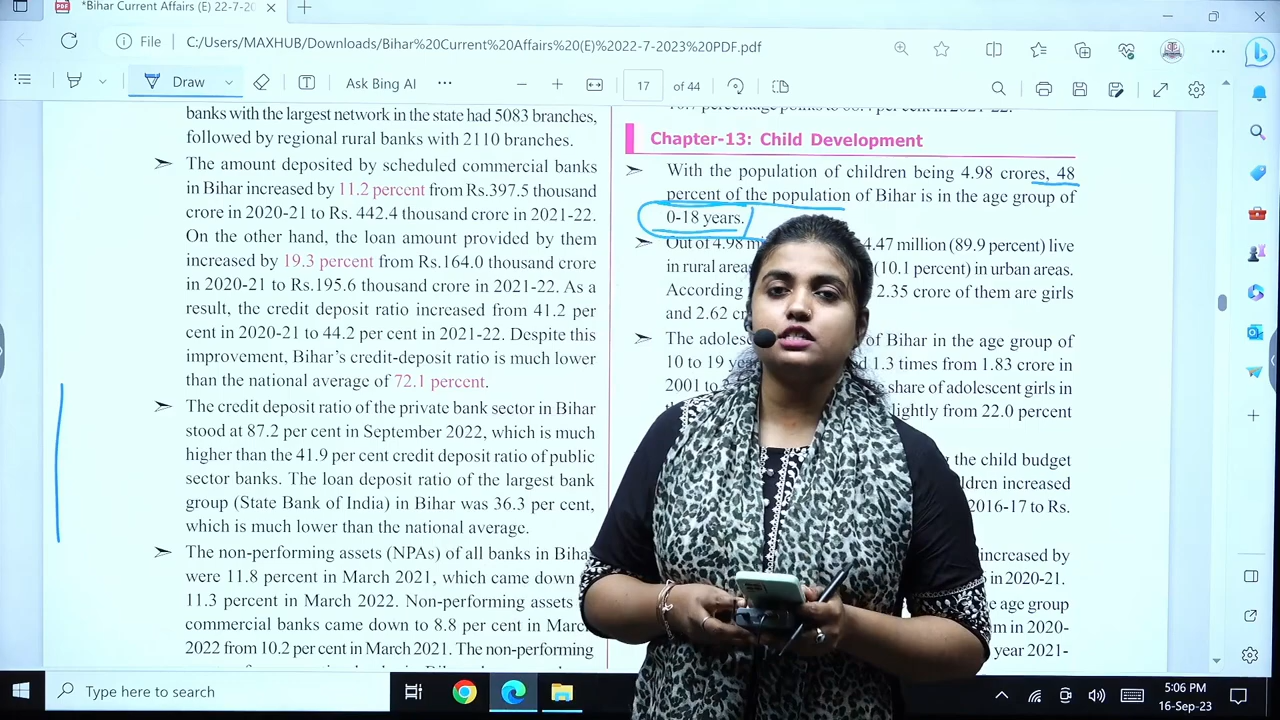 *Bihar Current Affairs (E) 22-7-20
File
C:/Users/MAXHUB/Downloads/Bihar%20Current%20Affairs%20(E)%2022-7-2023%20PDF.pdf
Draw
Ask Bing AI
17 of 44
banks with the largest network in the state had 5083 branches,
followed by regional rural banks with 2110 branches.
➢ The amount deposited by scheduled commercial banks
in Bihar increased by 11.2 percent from Rs.397.5 thousand
crore in 2020-21 to Rs. 442.4 thousand crore in 2021-22.
On the other hand, the loan amount provided by them
increased by 19.3 percent from Rs.164.0 thousand crore
in 2020-21 to Rs.195.6 thousand crore in 2021-22. As a
result, the credit deposit ratio increased from 41.2 per
cent in 2020-21 to 44.2 per cent in 2021-22. Despite this
improvement, Bihar's credit-deposit ratio is much lower
than the national average of 72.1 percent.
➢ The credit deposit ratio of the private bank sector in Bihar
stood at 87.2 per cent in September 2022, which is much
higher than the 41.9 per cent credit deposit ratio of public
sector banks. The loan deposit ratio of the largest bank
group (State Bank of India) in Bihar was 36.3 per cent,
which is much lower than the national average.
➢ The non-performing assets (NPAs) of all banks in Biha
were 11.8 percent in March 2021, which came down
11.3 percent in March 2022. Non-performing assets
commercial banks came down to 8.8 per cent in Marc
2022 from 10.2 per cent in March 2021. The non-performing
Chapter-13: Child Development
➢ With the population of children being 4.98 crores, 48
percent of the population of Bihar is in the age group of
0-18 years.
➢ Out of 4.98 m 4.47 million (89.9 percent) live
in rural areas (10.1 percent) in urban areas.
According 2.35 crore of them are girls
and 2.62 cr
➢ The adolesc of Bihar in the age group of
10 to 19 yea d 1.3 times from 1.83 crore in
2001 to share of adolescent girls in
lightly from 22.0 percent
the child budget
ldren increased
2016-17 to Rs.
increased by
in 2020-21.
e age group
m in 2020-
year 2021-
Type here to search
5:06 PM
16-Sep-23